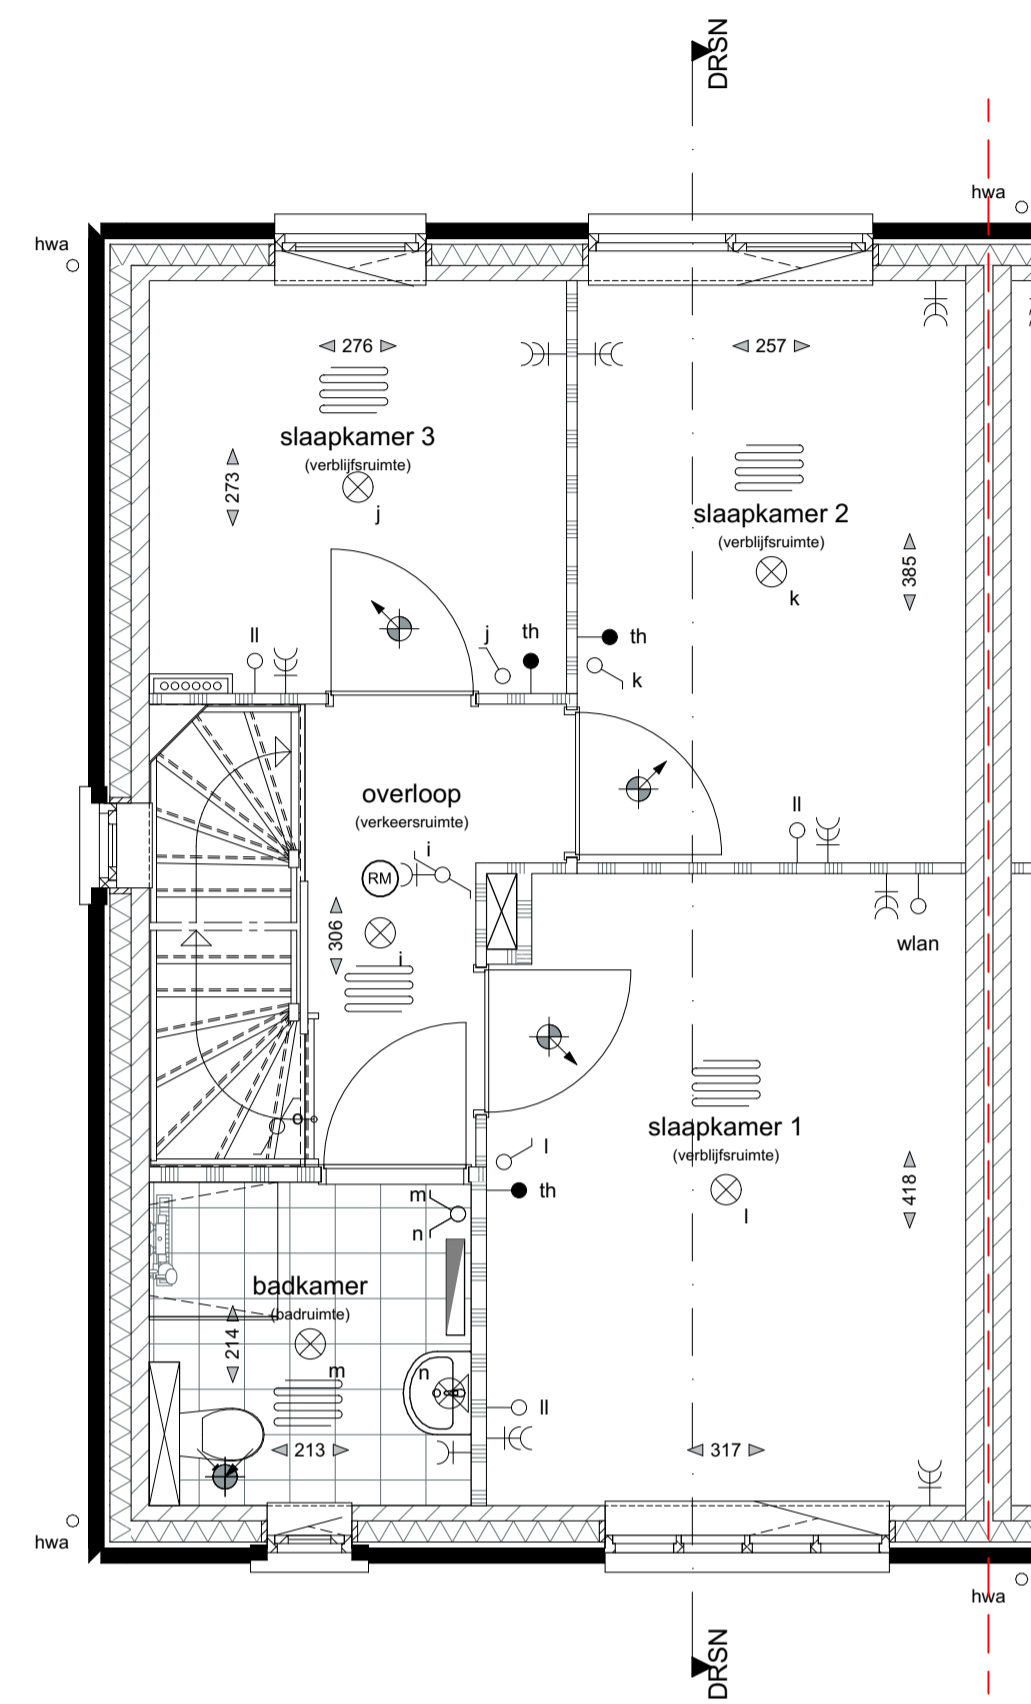 DRSN
hwa
hwa
276
257
slaapkamer 3
(verblijfsruimte)
273
j
slaapkamer 2
(verblijfsruimte)
385
k
ll
j
th
th
k
overloop
(verkeersruimte)
ll
i
RM
306
i
wlan
o
slaapkamer 1
(verblijfsruimte)
l
th
418
l
m
n
badkamer
(badruimte)
214
m
n
ll
213
317
hwa
hwa
DRSN